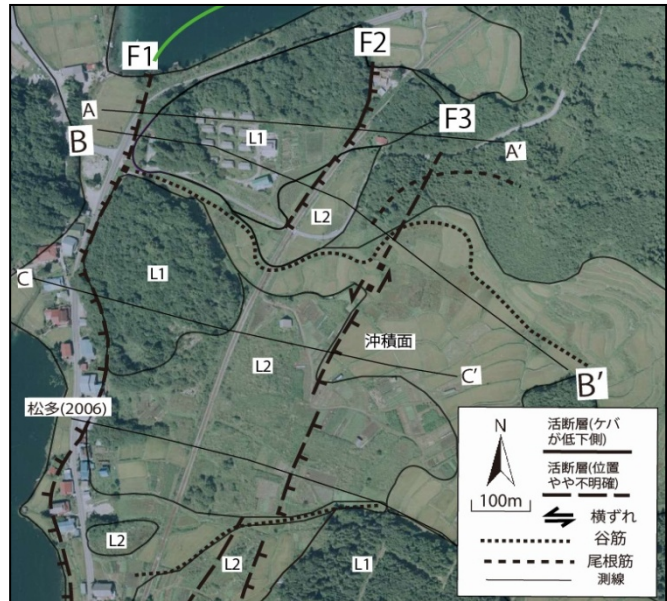 F1
F2
F3
A
B
A'
L1
L2
L1
C
沖積面
L2
C'
B'
松多(2006)
L2
L2
L1
活断層(ケバ
が低下側)
活断層(位置
やや不明確)
横ずれ
谷筋
尾根筋
測線
N
100m